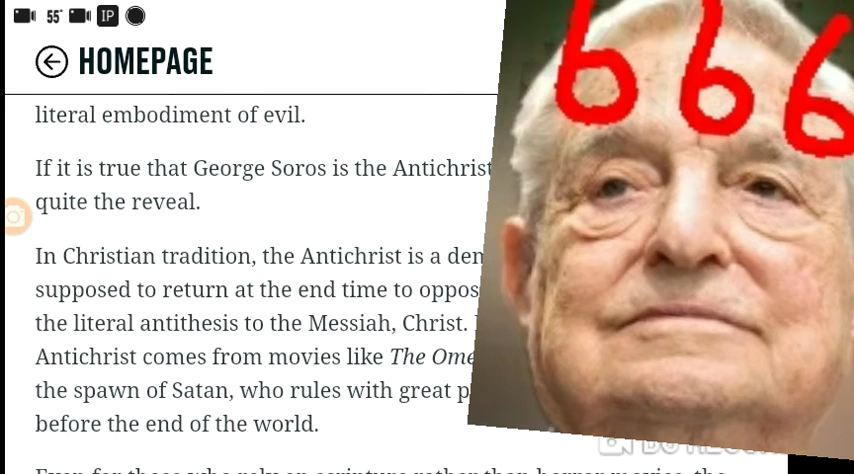 55°
IP
HOMEPAGE
literal embodiment of evil.
If it is true that George Soros is the Antichrist
quite the reveal.
In Christian tradition, the Antichrist is a
supposed to return at the end time to
the literal antithesis to the Messiah, Christ.
Antichrist comes from movies like The
the spawn of Satan, who rules with great
before the end of the world.
666